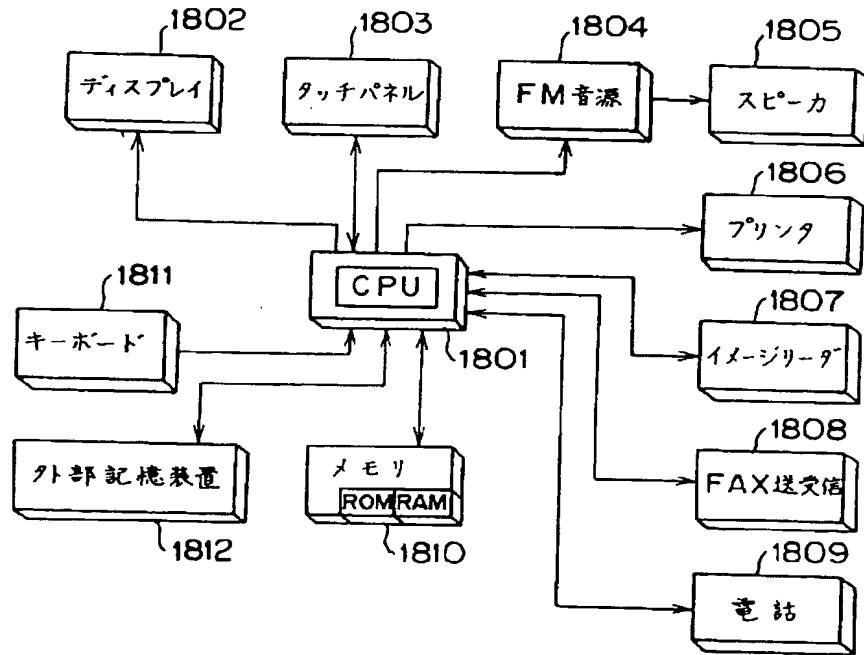 1802
ディスプレイ
1803
タッチパネル
1804
FM音源
1805
スピーカ
1806
プリンタ
CPU
1801
1811
キーボード
1807
イメージリーダ
1812
外部記憶装置
メモリ
ROM RAM
1810
1808
FAX送受信
1809
電話